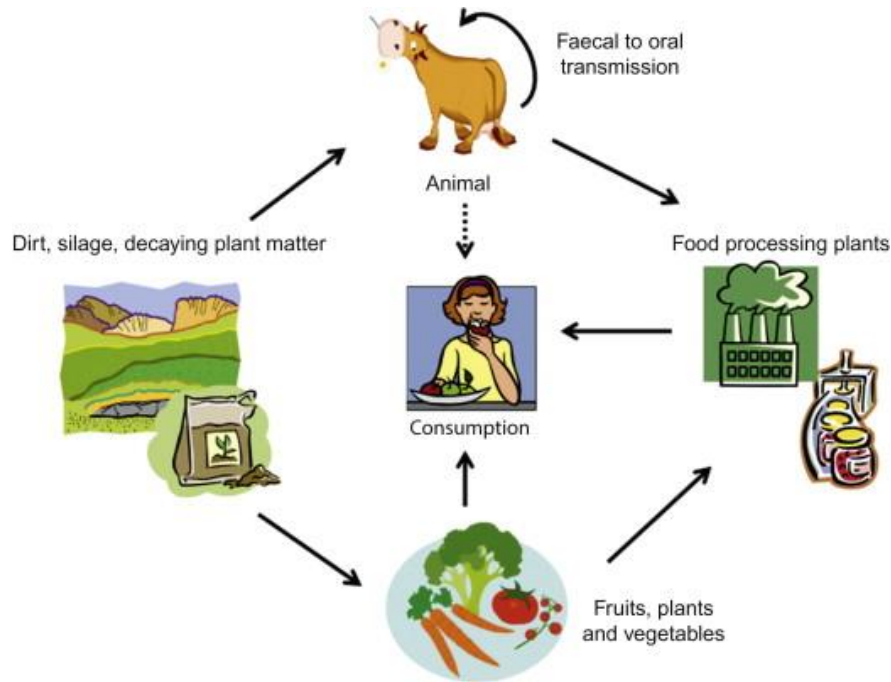 Faecal to oral
transmission
Animal
Dirt, silage, decaying plant matter
Food processing plants
Consumption
Fruits, plants
and vegetables